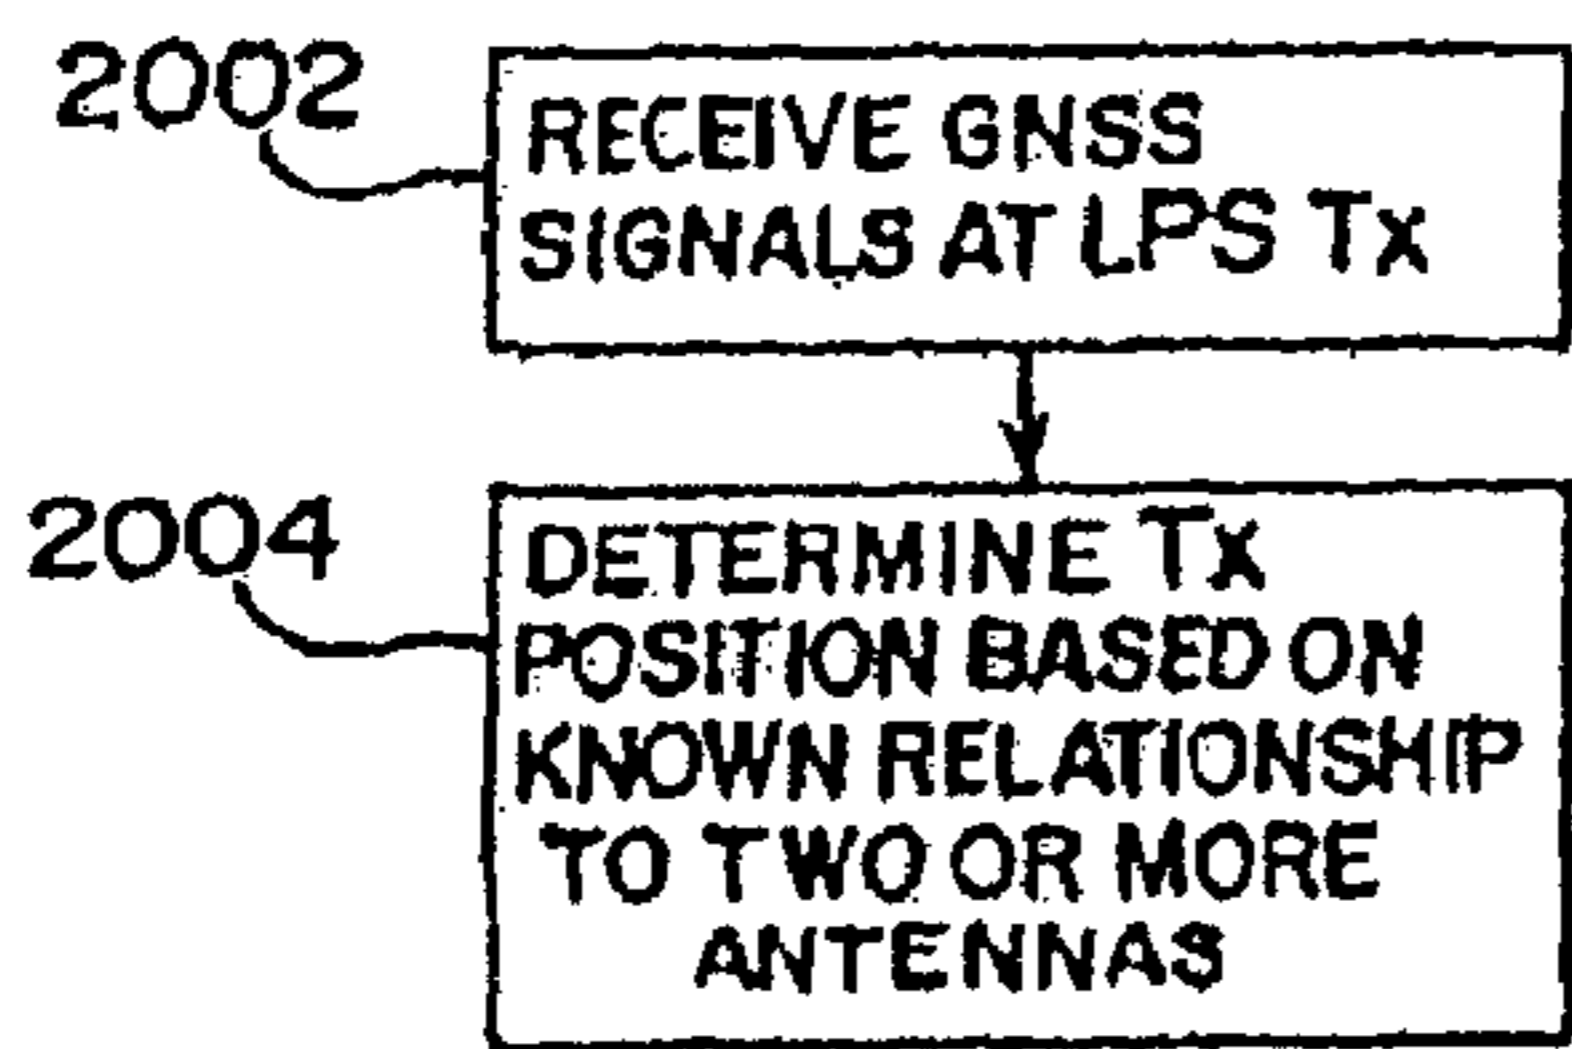 2002
RECEIVE GNSS
SIGNALS AT LPS Tx
2004
DETERMINE Tx
POSITION BASED ON
KNOWN RELATIONSHIP
TO TWO OR MORE
ANTENNAS